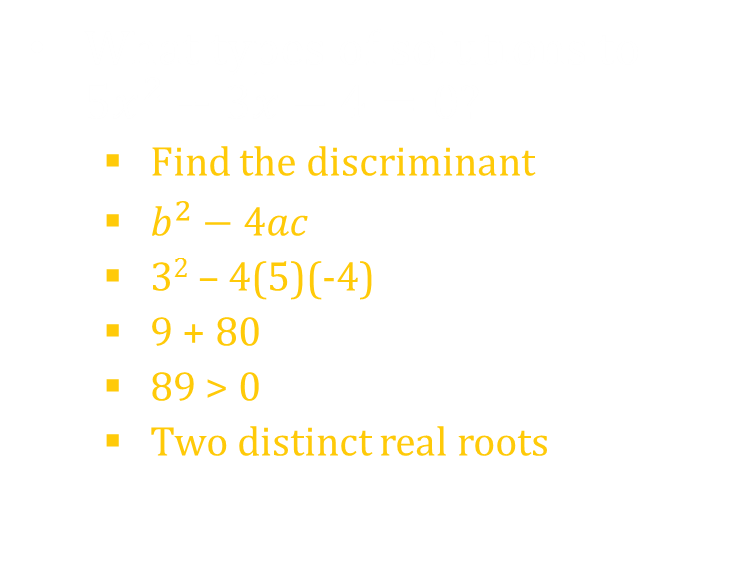 ▪ Find the discriminant
▪ b² − 4ac
▪ 3² – 4(5)(-4)
▪ 9 + 80
▪ 89 > 0
▪ Two distinct real roots